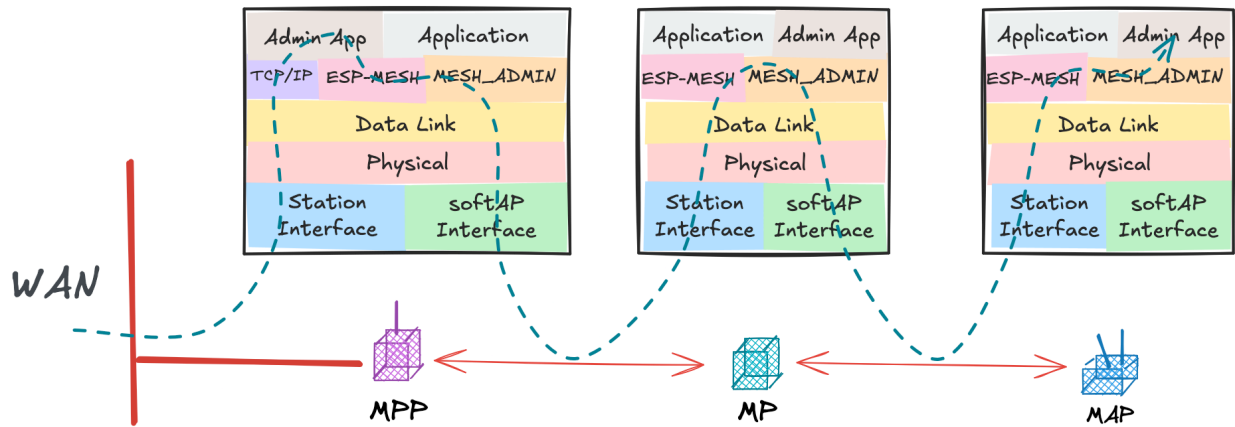 Admin App Application
TCP/IP ESP-MESH MESH_ADMIN
Data Link
Physical
Station Interface
softAP Interface
Application Admin App
ESP-MESH MESH_ADMIN
Data Link
Physical
Station Interface
softAP Interface
Application Admin App
ESP-MESH MESH_ADMIN
Data Link
Physical
Station Interface
softAP Interface
WAN
MPP
MP
MAP